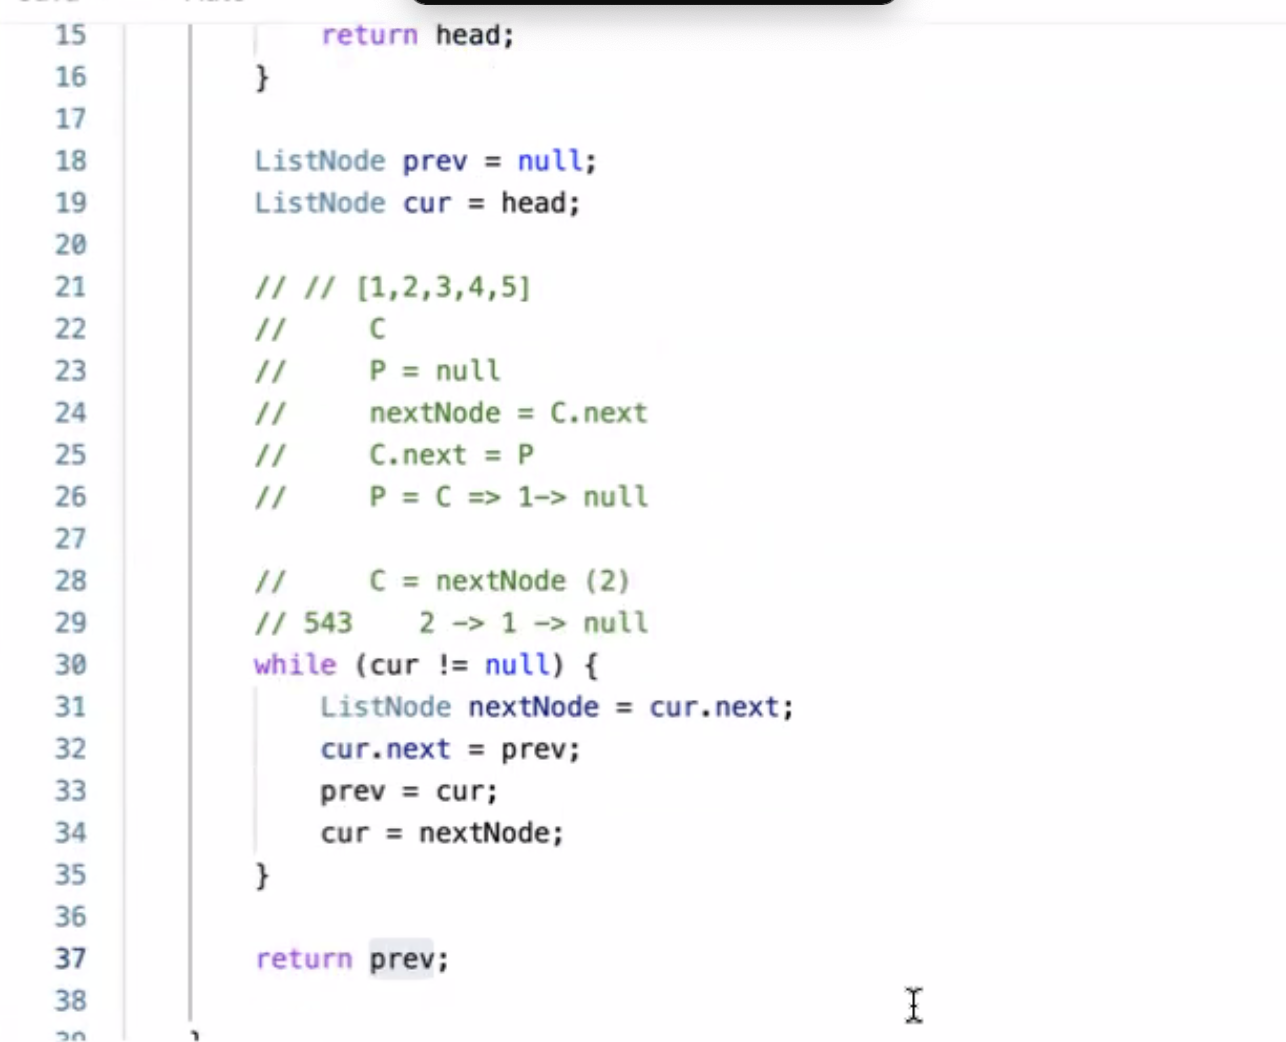 15 return head;
16 }
17
18 ListNode prev = null;
19 ListNode cur = head;
20
21 // // [1,2,3,4,5]
22 // C
23 // P = null
24 // nextNode = C.next
25 // C.next = P
26 // P = C => 1-> null
27
28 // C = nextNode (2)
29 // 543 2 -> 1 -> null
30 while (cur != null) {
31 ListNode nextNode = cur.next;
32 cur.next = prev;
33 prev = cur;
34 cur = nextNode;
35 }
36
37 return prev;
38